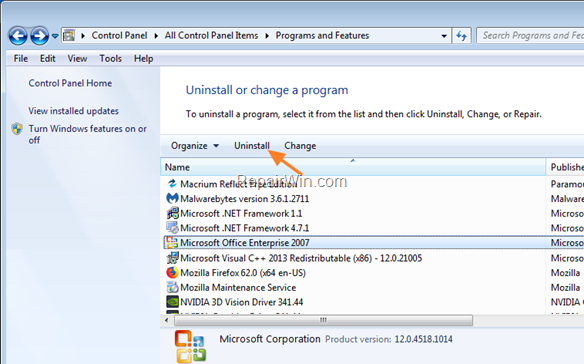 Control Panel ▸ All Control Panel Items ▸ Programs and Features
Search Programs and Fea
File Edit View Tools Help
Control Panel Home
View installed updates
Turn Windows features on or
off
Uninstall or change a program
To uninstall a program, select it from the list and then click Uninstall, Change, or Repair.
Organize Uninstall Change
RepairWin.com
Name Publishe
Macrium Reflect Free Edition Paramou
Malwarebytes version 3.6.1.2711 Malware
Microsoft .NET Framework 1.1
Microsoft .NET Framework 4.7.1 Microso
Microsoft Office Enterprise 2007 Microso
Microsoft Visual C++ 2013 Redistributable (x86) - 12.0.21005 Microso
Mozilla Firefox 62.0 (x64 en-US) Mozilla
Mozilla Maintenance Service Mozilla
NVIDIA 3D Vision Driver 341.44 NVIDIA
Microsoft Corporation Product version: 12.0.4518.1014